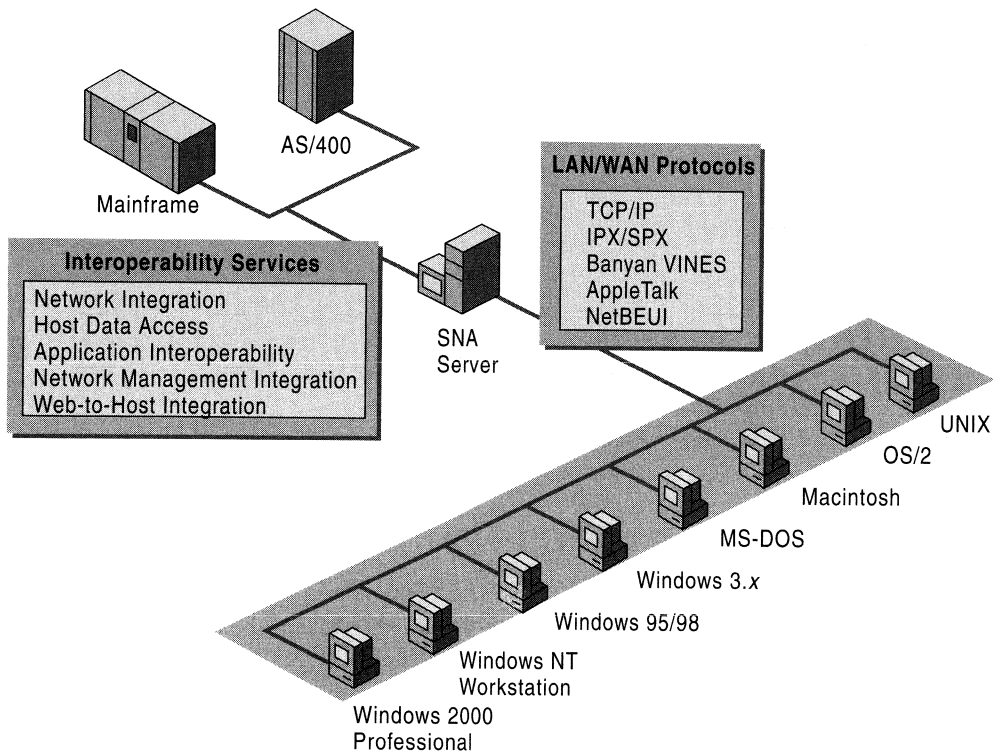 AS/400
Mainframe
LAN/WAN Protocols
TCP/IP
IPX/SPX
Banyan VINES
AppleTalk
NetBEUI
Interoperability Services
Network Integration
Host Data Access
Application Interoperability
Network Management Integration
Web-to-Host Integration
SNA
Server
UNIX
OS/2
Macintosh
MS-DOS
Windows 3.x
Windows 95/98
Windows NT
Workstation
Windows 2000
Professional